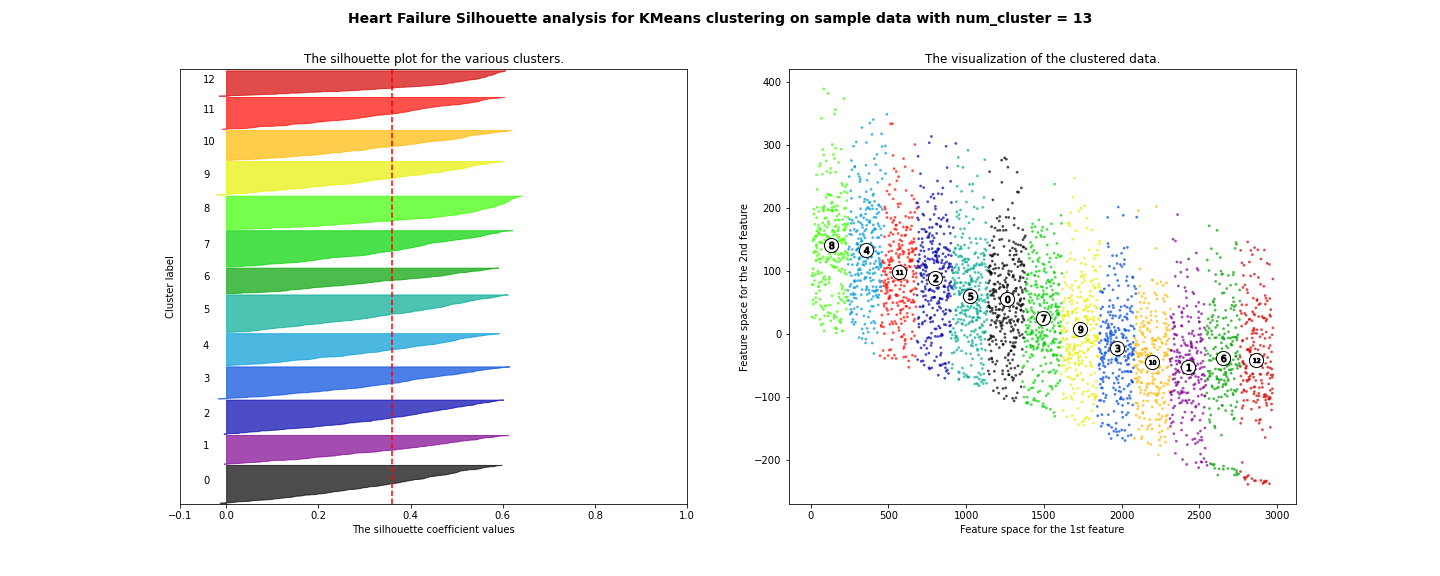 Heart Failure Silhouette analysis for KMeans clustering on sample data with num_cluster = 13
The silhouette plot for the various clusters.
Cluster label
12
11
10
9
8
7
6
5
4
3
2
1
0
−0.1 0.0 0.2 0.4 0.6 0.8 1.0
The silhouette coefficient values
The visualization of the clustered data.
Feature space for the 2nd feature
400
300
200
100
0
−100
−200
8 4 11 2 5 0 7 9 3 10 1 6 12
0 500 1000 1500 2000 2500 3000
Feature space for the 1st feature